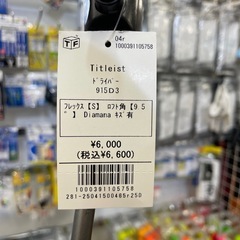 TF
04r
1000391105758
Titleist
ドライバー
915D3
フレックス【S】 ロフト角【9.5
°】 Diamana キズ有
¥6,000
(税込¥6,600)
1000391105758
281-25041500465r250